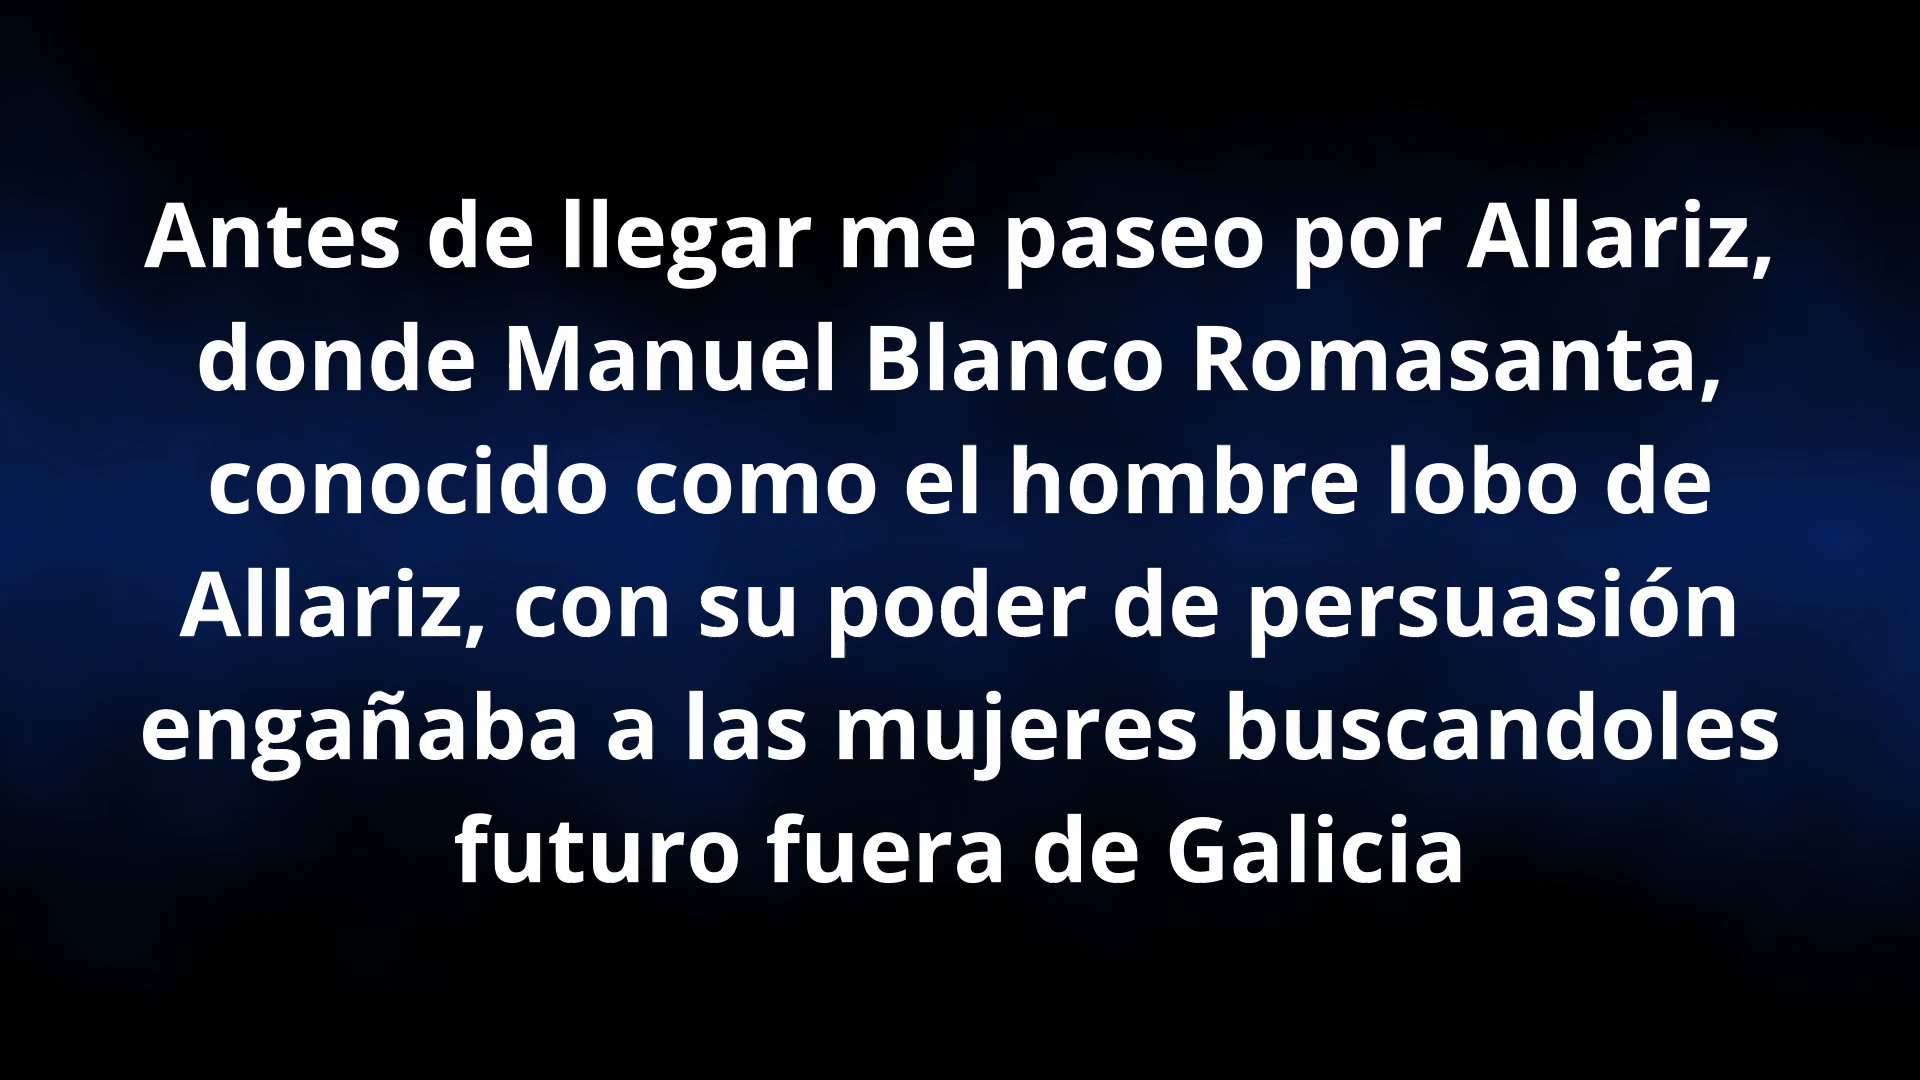 Antes de llegar me paseo por Allariz,
donde Manuel Blanco Romasanta,
conocido como el hombre lobo de
Allariz, con su poder de persuasión
engañaba a las mujeres buscandoles
futuro fuera de Galicia